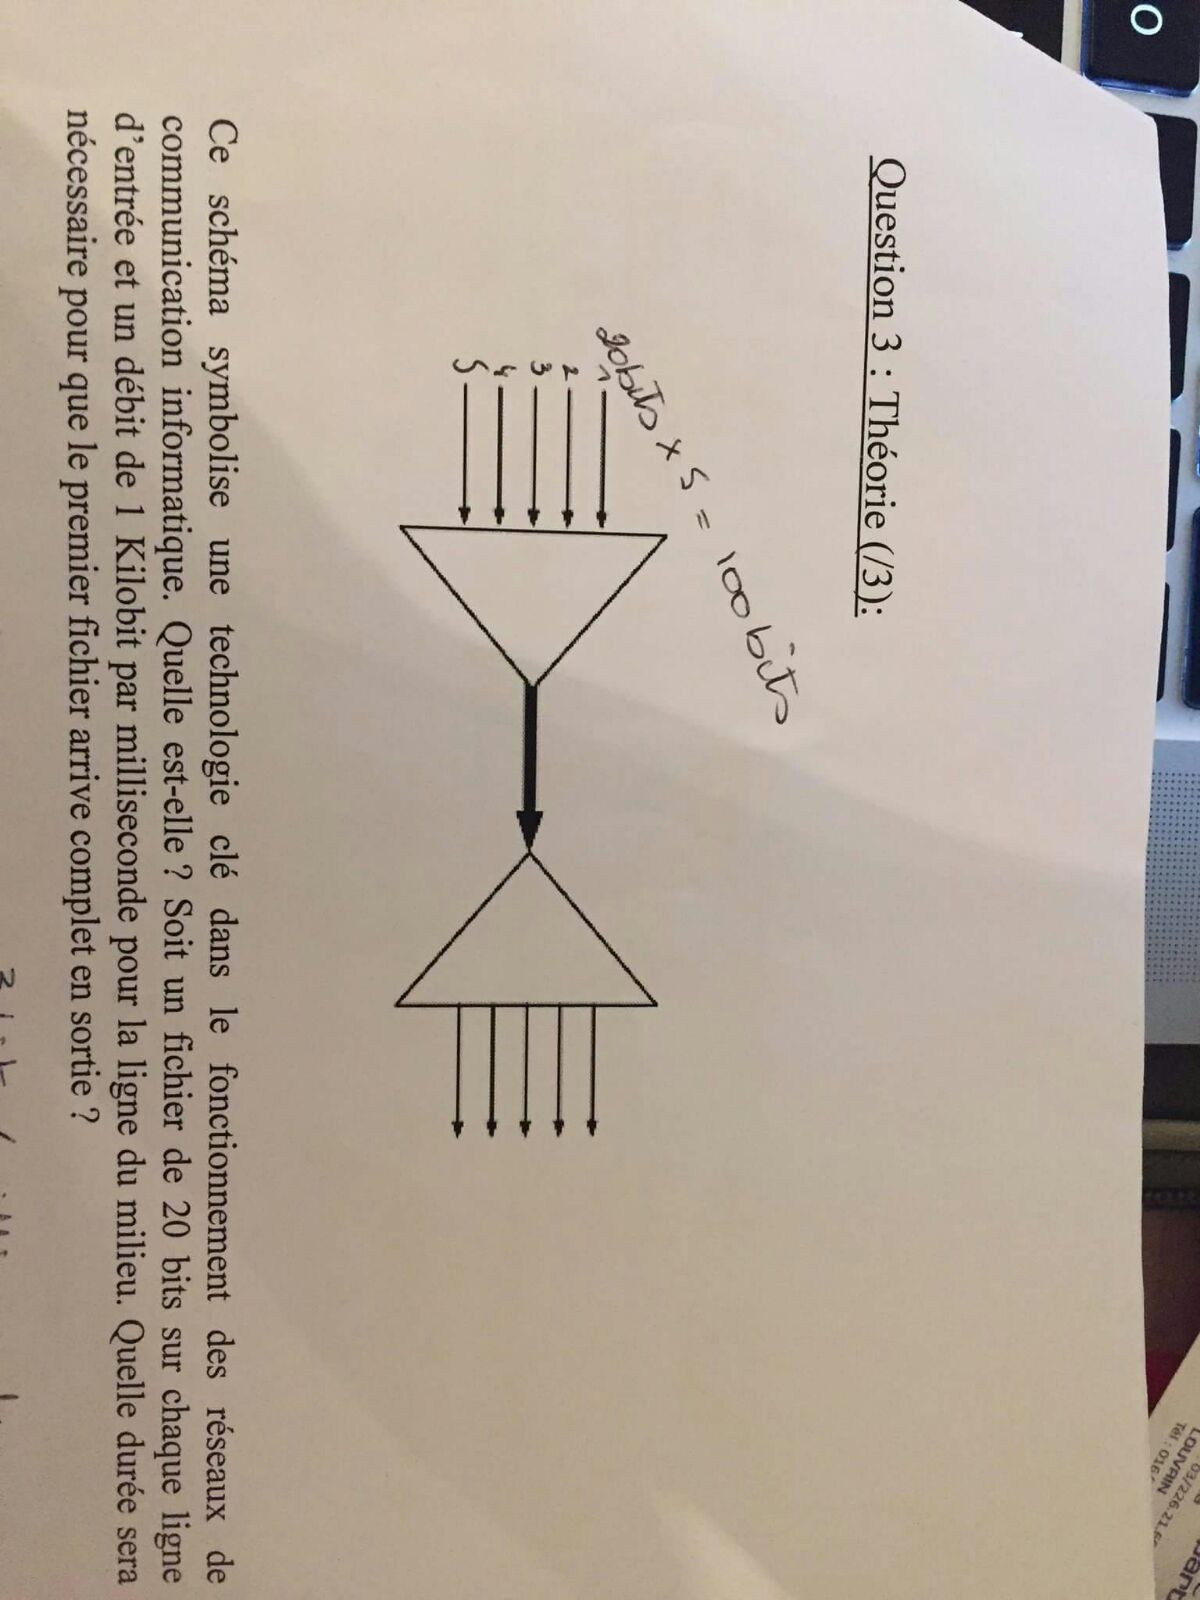 Question 3 : Théorie (/3):
20bits x 5 = 100 bits
1
2
3
4
5
Ce schéma symbolise une technologie clé dans le fonctionnement des réseaux de
communication informatique. Quelle est-elle ? Soit un fichier de 20 bits sur chaque ligne
d'entrée et un débit de 1 Kilobit par milliseconde pour la ligne du milieu. Quelle durée sera
nécessaire pour que le premier fichier arrive complet en sortie ?
O
LOUVAIN
Tél : 016
03/226.21.6